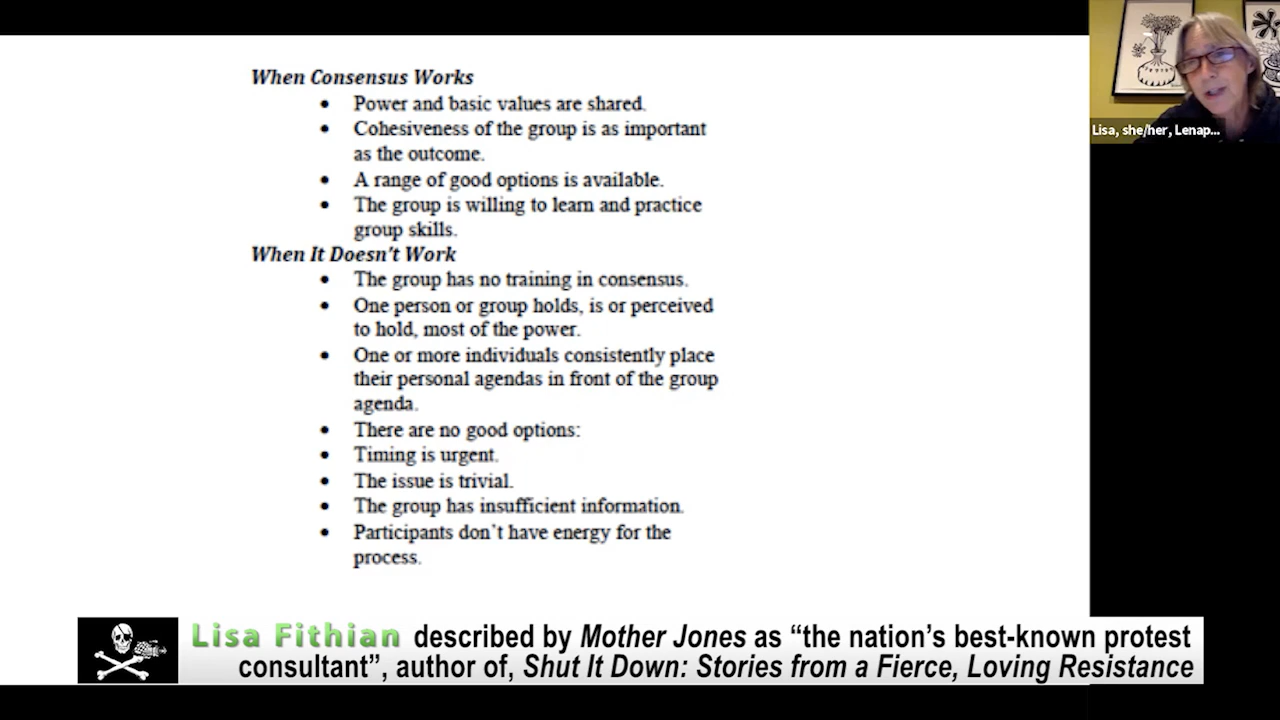 When Consensus Works
• Power and basic values are shared.
• Cohesiveness of the group is as important
as the outcome.
• A range of good options is available.
• The group is willing to learn and practice
group skills.
When It Doesn't Work
• The group has no training in consensus.
• One person or group holds, is or perceived
to hold, most of the power.
• One or more individuals consistently place
their personal agendas in front of the group
agenda.
• There are no good options:
• Timing is urgent.
• The issue is trivial.
• The group has insufficient information.
• Participants don't have energy for the
process.
Lisa, she/her, Lenap...
Lisa Fithian described by Mother Jones as “the nation’s best-known protest
consultant”, author of, Shut It Down: Stories from a Fierce, Loving Resistance